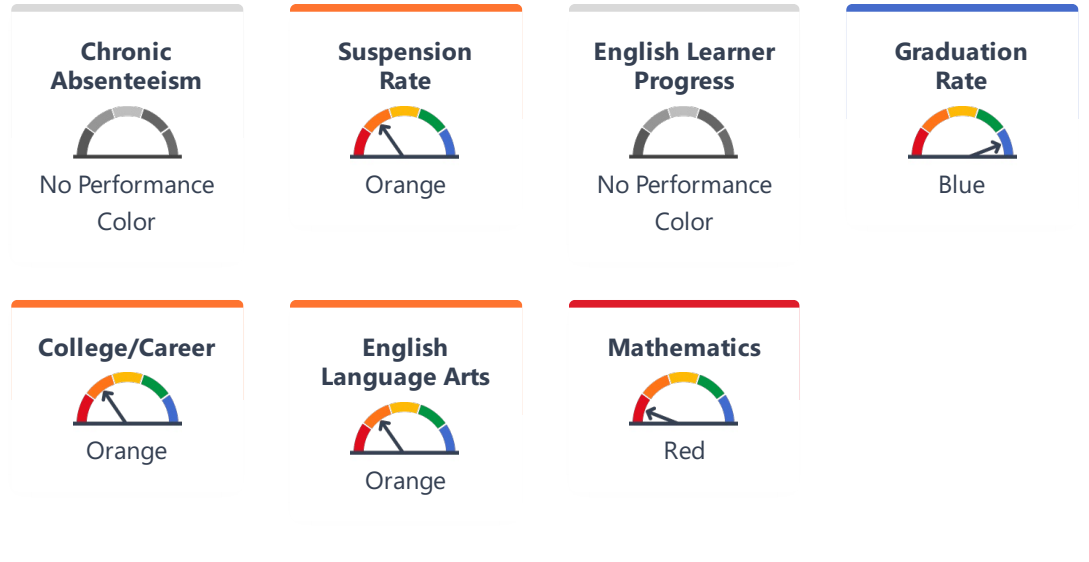 Chronic
Absenteeism
No Performance
Color
Suspension
Rate
Orange
English Learner
Progress
No Performance
Color
Graduation
Rate
Blue
College/Career
Orange
English
Language Arts
Orange
Mathematics
Red